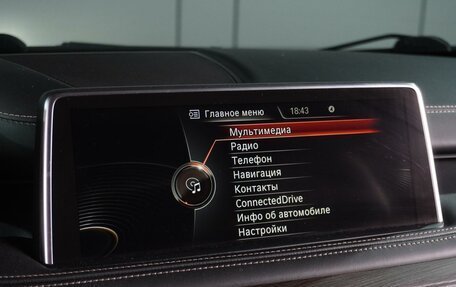 Главное меню 18:43
Мультимедиа
Радио
Телефон
Навигация
Контакты
ConnectedDrive
Инфо об автомобиле
Настройки